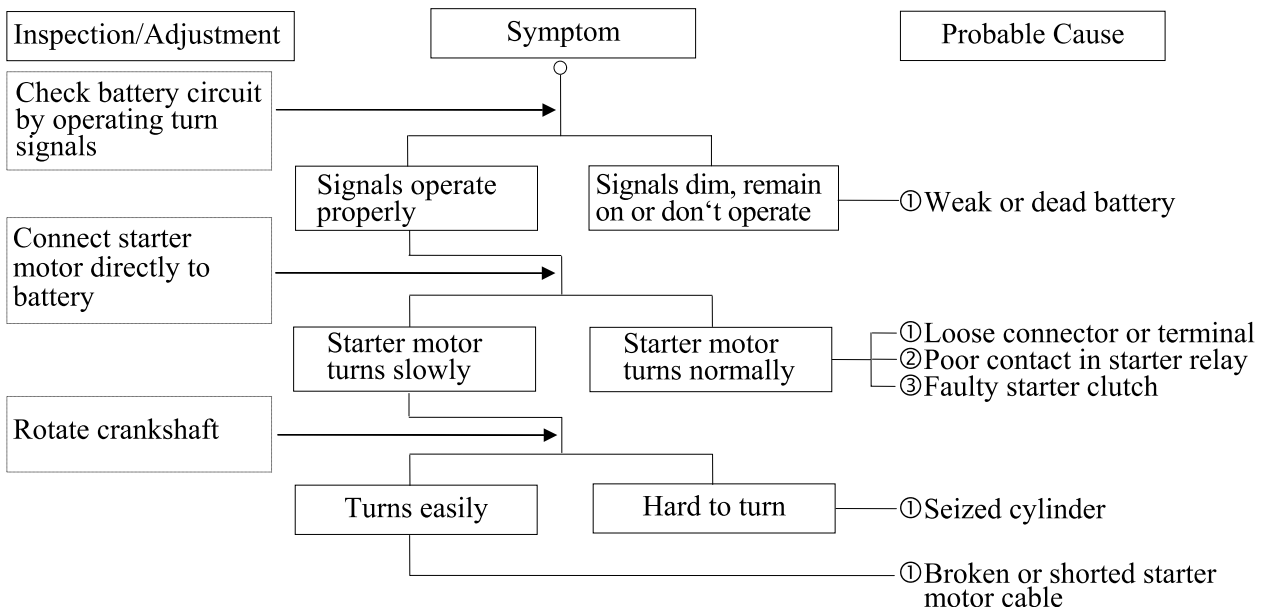 Inspection/Adjustment
Symptom
Probable Cause
Check battery circuit
by operating turn
signals
Signals operate
properly
Signals dim, remain
on or don‘t operate
①Weak or dead battery
Connect starter
motor directly to
battery
Starter motor
turns slowly
Starter motor
turns normally
①Loose connector or terminal
②Poor contact in starter relay
③Faulty starter clutch
Rotate crankshaft
Turns easily
Hard to turn
①Seized cylinder
①Broken or shorted starter
motor cable